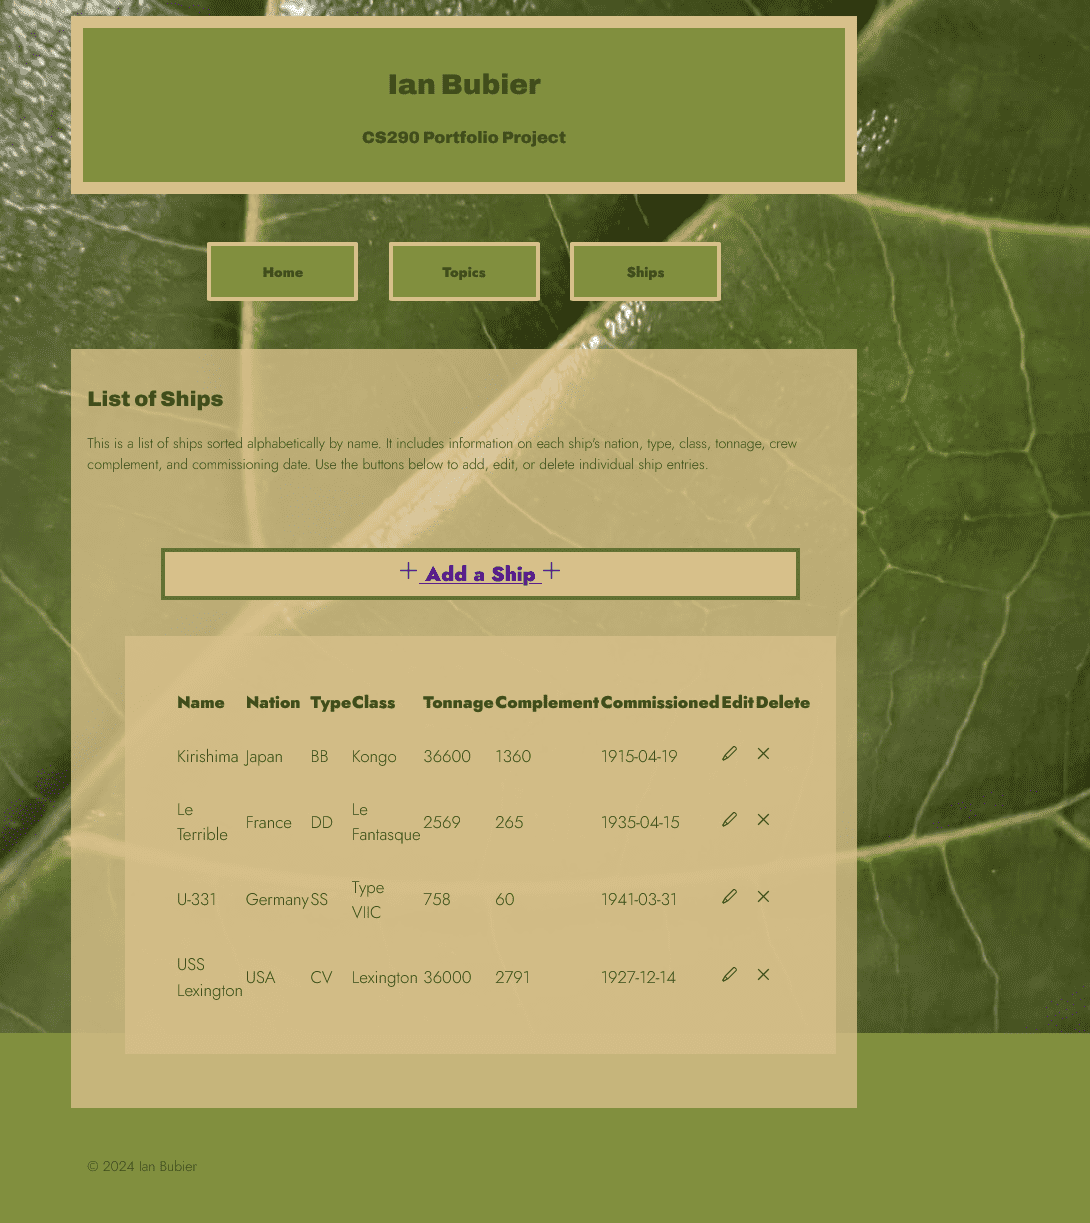 Ian Bubier
CS290 Portfolio Project
Home Topics Ships
List of Ships
This is a list of ships sorted alphabetically by name. It includes information on each ship's nation, type, class, tonnage, crew
complement, and commissioning date. Use the buttons below to add, edit, or delete individual ship entries.
+ Add a Ship +
Name Nation Type Class Tonnage Complement Commissioned Edit Delete
Kirishima Japan BB Kongo 36600 1360 1915-04-19
Le Terrible France DD Le Fantasque 2569 265 1935-04-15
U-331 Germany SS Type VIIC 758 60 1941-03-31
USS Lexington USA CV Lexington 36000 2791 1927-12-14
© 2024 Ian Bubier